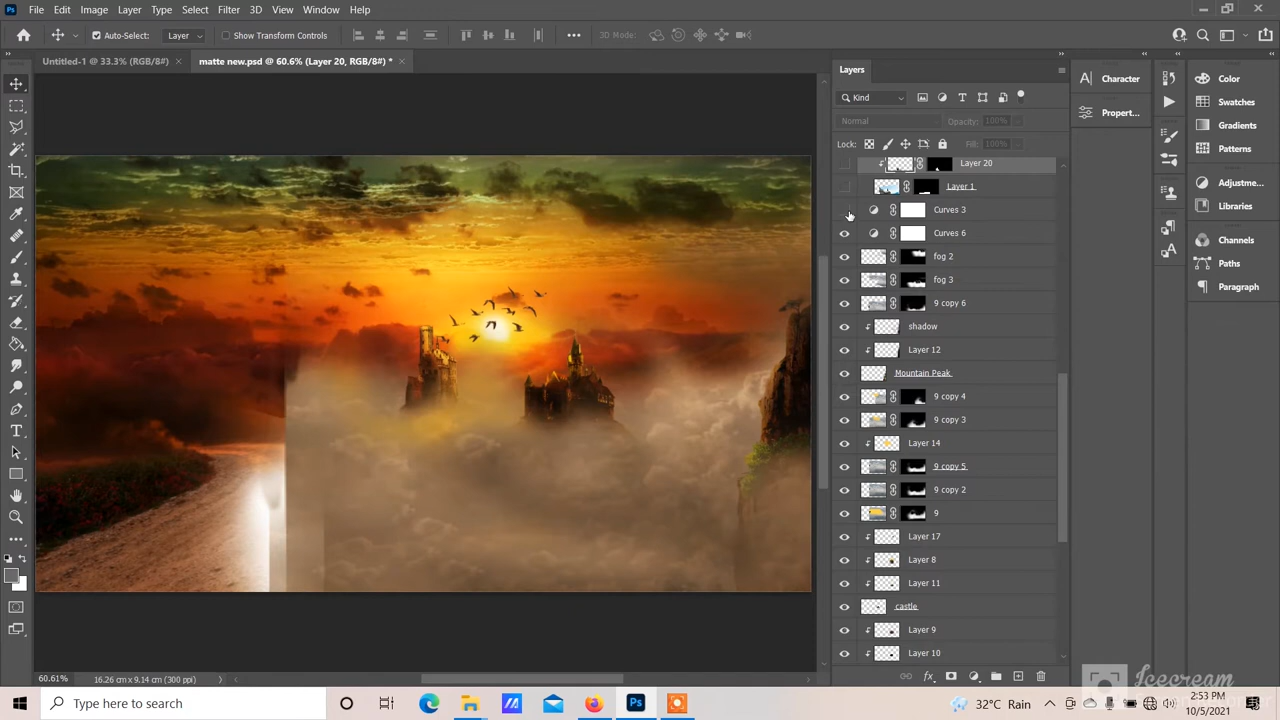 Ps File Edit Image Layer Type Select Filter 3D View Window Help
Auto-Select: Layer Show Transform Controls 3D Mode:
Untitled-1 @ 33.3% (RGB/8#) × matte new.psd @ 60.6% (Layer 20, RGB/8#) * ×
Layers
Kind
Normal Opacity: 100%
Lock: Fill: 100%
Layer 20
Layer 1
Curves 3
Curves 6
fog 2
fog 3
9 copy 6
shadow
Layer 12
Mountain Peak
9 copy 4
9 copy 3
Layer 14
9 copy 5
9 copy 2
9
Layer 17
Layer 8
Layer 11
castle
Layer 9
Layer 10
Character
Propert...
Color
Swatches
Gradients
Patterns
Adjustme...
Libraries
Channels
Paths
Paragraph
60.61% 16.26 cm x 9.14 cm (300 ppi)
Icecream
Type here to search
32°C Rain
2:53 PM
10/5/2021